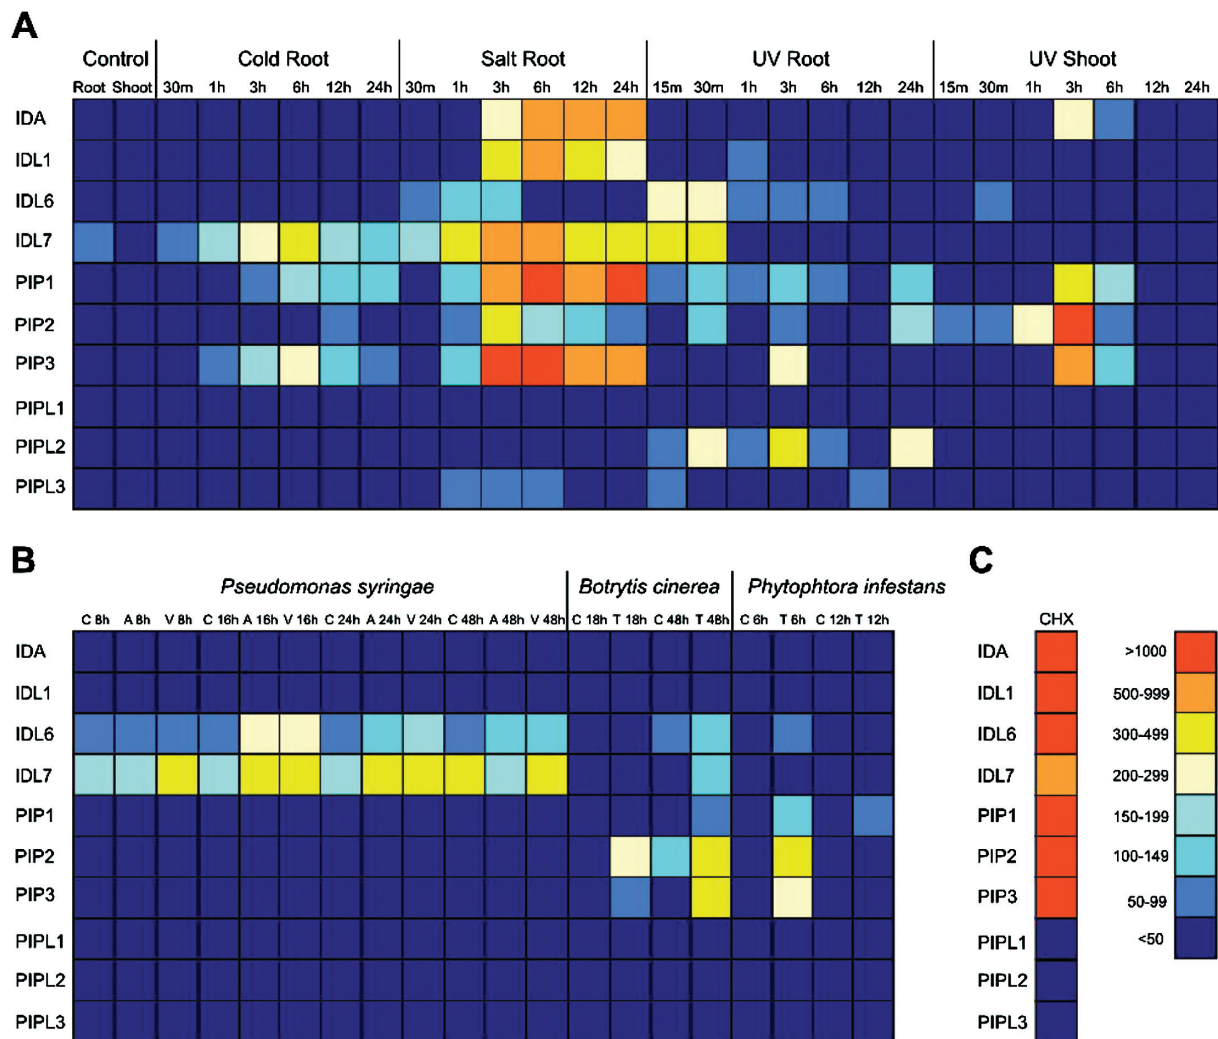 A
Control Cold Root Salt Root UV Root UV Shoot
Root Shoot 30m 1h 3h 6h 12h 24h 30m 1h 3h 6h 12h 24h 15m 30m 1h 3h 6h 12h 24h 15m 30m 1h 3h 6h 12h 24h
IDA
IDL1
IDL6
IDL7
PIP1
PIP2
PIP3
PIPL1
PIPL2
PIPL3
B
Pseudomonas syringae Botrytis cinerea Phytophtora infestans
C 8h A 8h V 8h C 16h A 16h V 16h C 24h A 24h V 24h C 48h A 48h V 48h C 18h T 18h C 48h T 48h C 6h T 6h C 12h T 12h
IDA
IDL1
IDL6
IDL7
PIP1
PIP2
PIP3
PIPL1
PIPL2
PIPL3
C
CHX
IDA >1000
IDL1 500-999
IDL6 300-499
IDL7 200-299
PIP1 150-199
PIP2 100-149
PIP3 50-99
PIPL1 <50
PIPL2
PIPL3